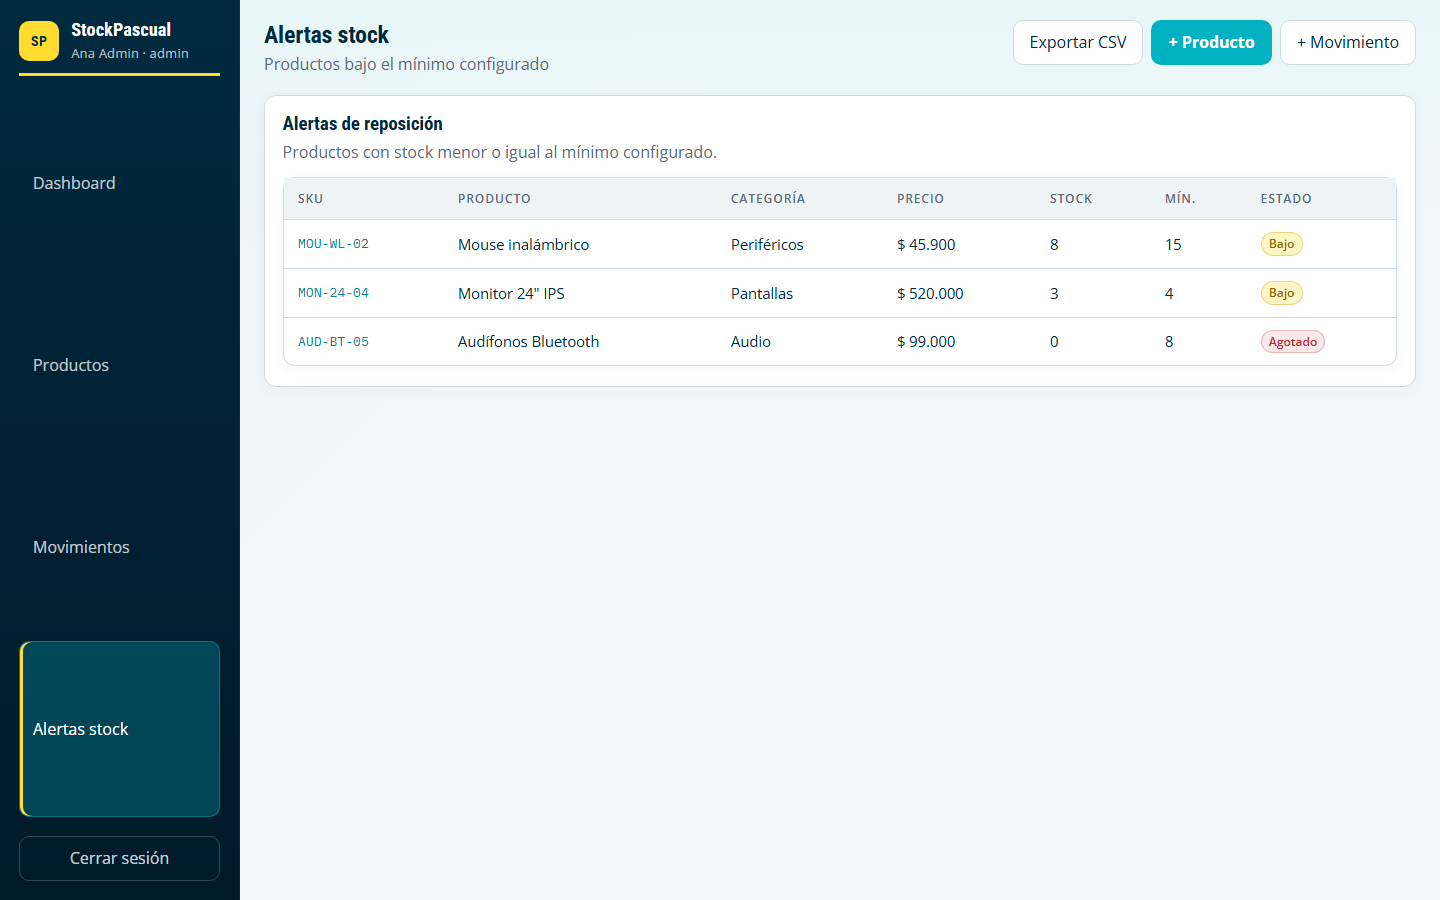 SP
StockPascual
Ana Admin · admin
Dashboard
Productos
Movimientos
Alertas stock
Cerrar sesión
Alertas stock
Productos bajo el mínimo configurado
Exportar CSV
+ Producto
+ Movimiento
Alertas de reposición
Productos con stock menor o igual al mínimo configurado.
SKU PRODUCTO CATEGORÍA PRECIO STOCK MÍN. ESTADO
MOU-WL-02 Mouse inalámbrico Periféricos $ 45.900 8 15 Bajo
MON-24-04 Monitor 24" IPS Pantallas $ 520.000 3 4 Bajo
AUD-BT-05 Audífonos Bluetooth Audio $ 99.000 0 8 Agotado